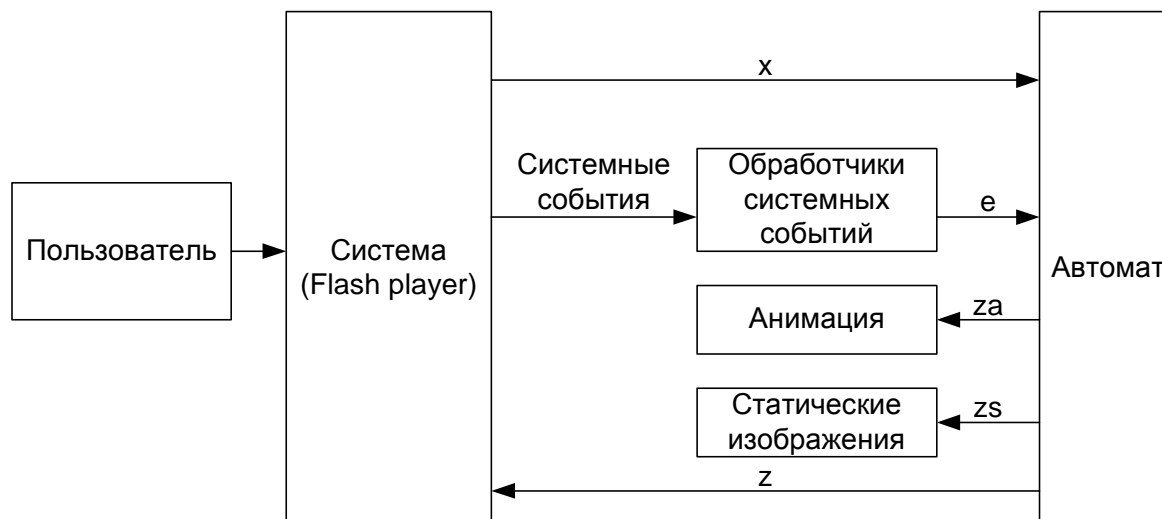 x
Системные
события
Обработчики
системных
событий
e
Пользователь
Система
(Flash player)
Автомат
Анимация
za
Статические
изображения
zs
z